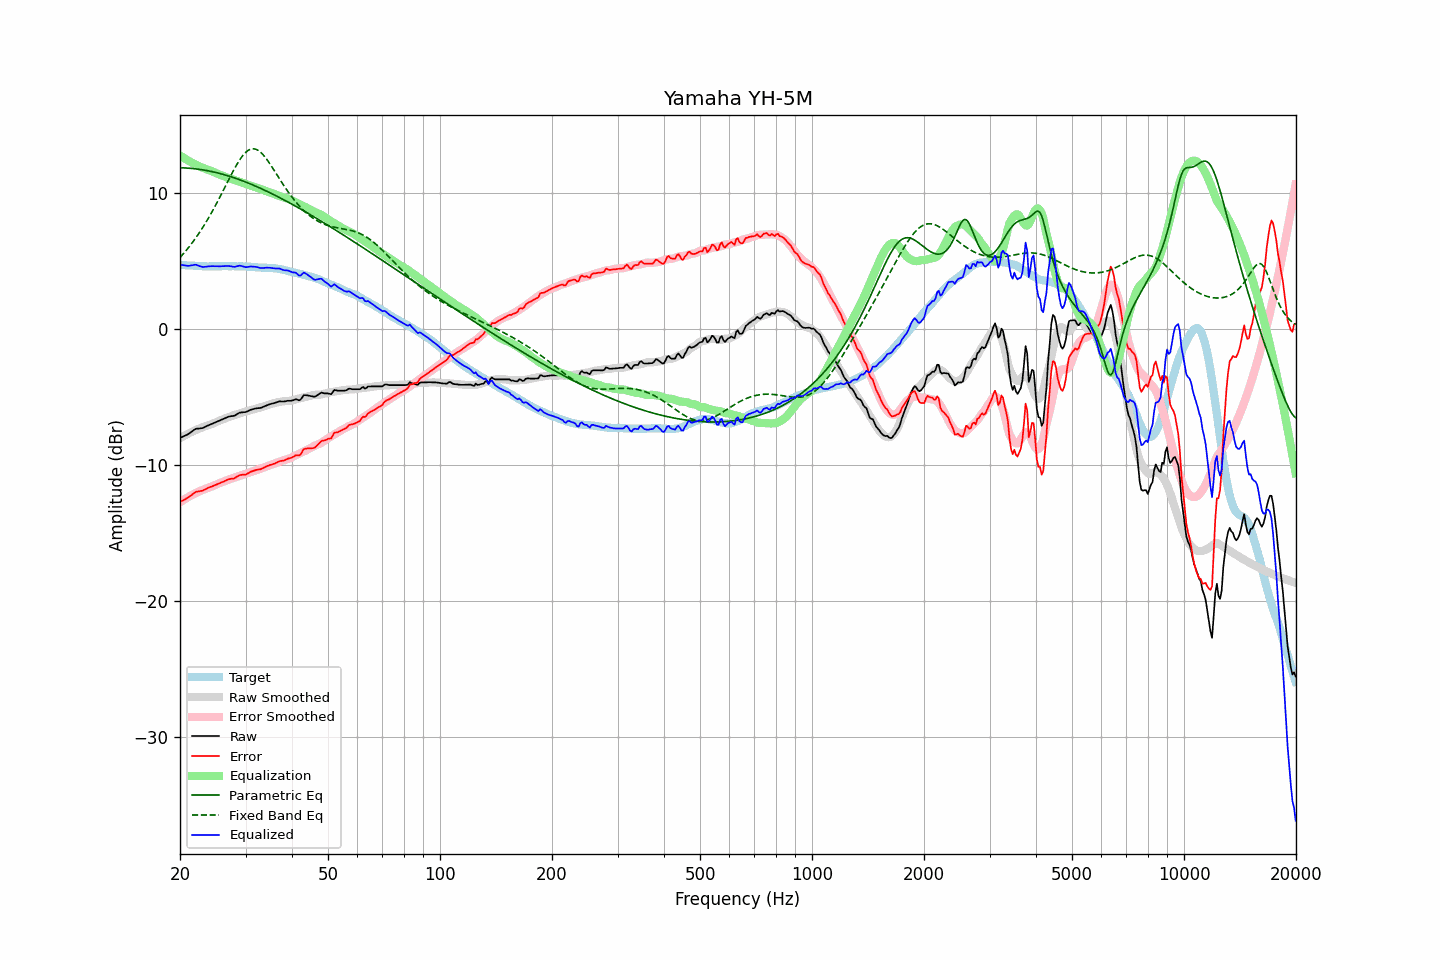 Yamaha YH-5M
Amplitude (dBr)
10
0
−10
−20
−30
Target
Raw Smoothed
Error Smoothed
Raw
Error
Equalization
Parametric Eq
Fixed Band Eq
Equalized
20 50 100 200 500 1000 2000 5000 10000 20000
Frequency (Hz)